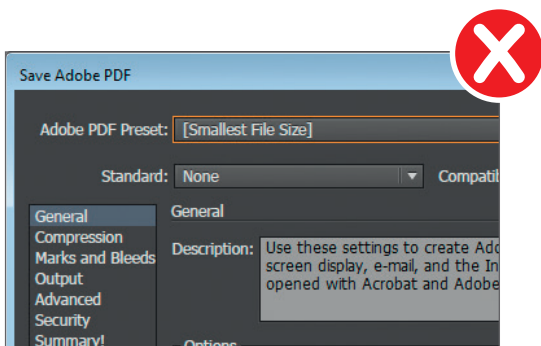 Save Adobe PDF
Adobe PDF Preset: [Smallest File Size]
Standard: None Compatib
General
Compression
Marks and Bleeds
Output
Advanced
Security
Summary!
General
Description: Use these settings to create Ado
screen display, e-mail, and the In
opened with Acrobat and Adobe
Options